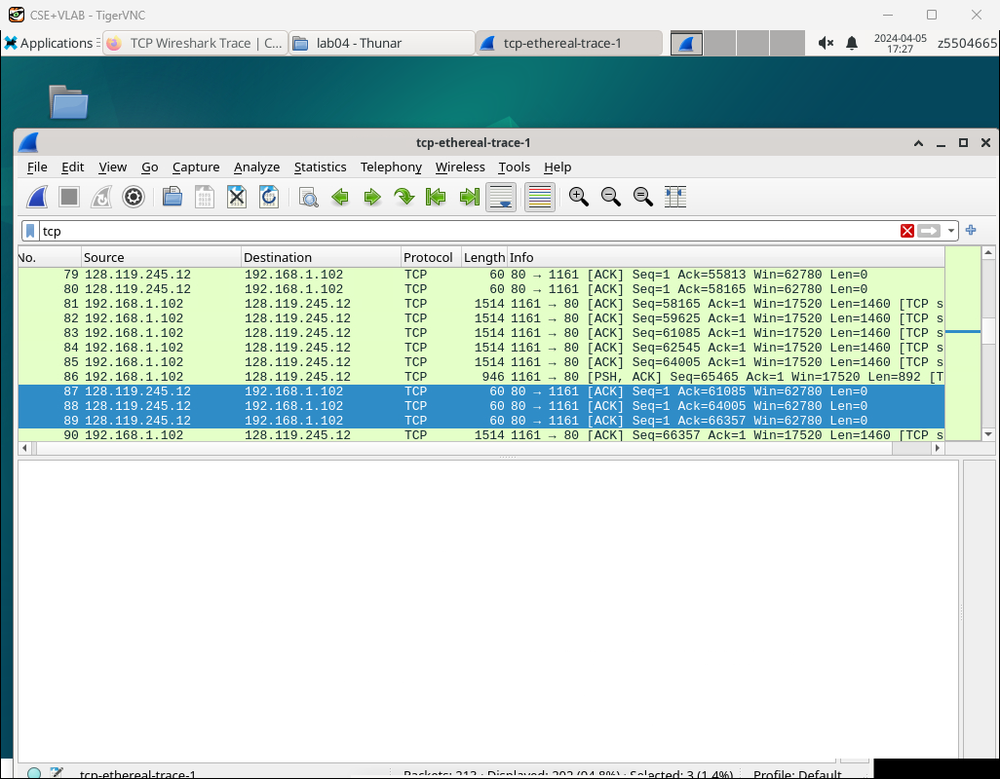 CSE+VLAB - TigerVNC
Applications TCP Wireshark Trace | C... lab04 - Thunar tcp-ethereal-trace-1 2024-04-05 17:27 z5504665
tcp-ethereal-trace-1
File Edit View Go Capture Analyze Statistics Telephony Wireless Tools Help
tcp
No. Source Destination Protocol Length Info
79 128.119.245.12 192.168.1.102 TCP 60 80 → 1161 [ACK] Seq=1 Ack=55813 Win=62780 Len=0
80 128.119.245.12 192.168.1.102 TCP 60 80 → 1161 [ACK] Seq=1 Ack=58165 Win=62780 Len=0
81 192.168.1.102 128.119.245.12 TCP 1514 1161 → 80 [ACK] Seq=58165 Ack=1 Win=17520 Len=1460 [TCP s
82 192.168.1.102 128.119.245.12 TCP 1514 1161 → 80 [ACK] Seq=59625 Ack=1 Win=17520 Len=1460 [TCP s
83 192.168.1.102 128.119.245.12 TCP 1514 1161 → 80 [ACK] Seq=61085 Ack=1 Win=17520 Len=1460 [TCP s
84 192.168.1.102 128.119.245.12 TCP 1514 1161 → 80 [ACK] Seq=62545 Ack=1 Win=17520 Len=1460 [TCP s
85 192.168.1.102 128.119.245.12 TCP 1514 1161 → 80 [ACK] Seq=64005 Ack=1 Win=17520 Len=1460 [TCP s
86 192.168.1.102 128.119.245.12 TCP 946 1161 → 80 [PSH, ACK] Seq=65465 Ack=1 Win=17520 Len=892 [T
87 128.119.245.12 192.168.1.102 TCP 60 80 → 1161 [ACK] Seq=1 Ack=61085 Win=62780 Len=0
88 128.119.245.12 192.168.1.102 TCP 60 80 → 1161 [ACK] Seq=1 Ack=64005 Win=62780 Len=0
89 128.119.245.12 192.168.1.102 TCP 60 80 → 1161 [ACK] Seq=1 Ack=66357 Win=62780 Len=0
90 192.168.1.102 128.119.245.12 TCP 1514 1161 → 80 [ACK] Seq=66357 Ack=1 Win=17520 Len=1460 [TCP s
tcp-ethereal-trace-1 Packets: 213 · Displayed: 202 (94.8%) · Selected: 3 (1.4%) Profile: Default